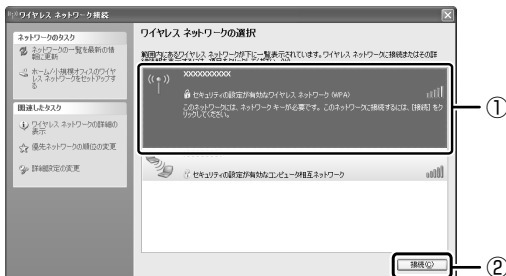 ワイヤレス ネットワーク接続
ネットワークのタスク
ネットワークの一覧を最新の情報に更新
ホーム/小規模オフィスのワイヤレス ネットワークをセットアップする
関連したタスク
ワイヤレス ネットワークの詳細の表示
優先ネットワークの順位の変更
詳細設定の変更
ワイヤレス ネットワークの選択
範囲内にあるワイヤレス ネットワークが下に一覧表示されています。ワイヤレス ネットワークに接続またはその詳
XXXXXXXXXX
セキュリティの設定が有効なワイヤレス ネットワーク (WPA)
このネットワークには、ネットワーク キーが必要です。このネットワークに接続するには、[接続] をクリックしてください。
セキュリティの設定が有効なコンピュータ相互ネットワーク
接続(C)
①
②